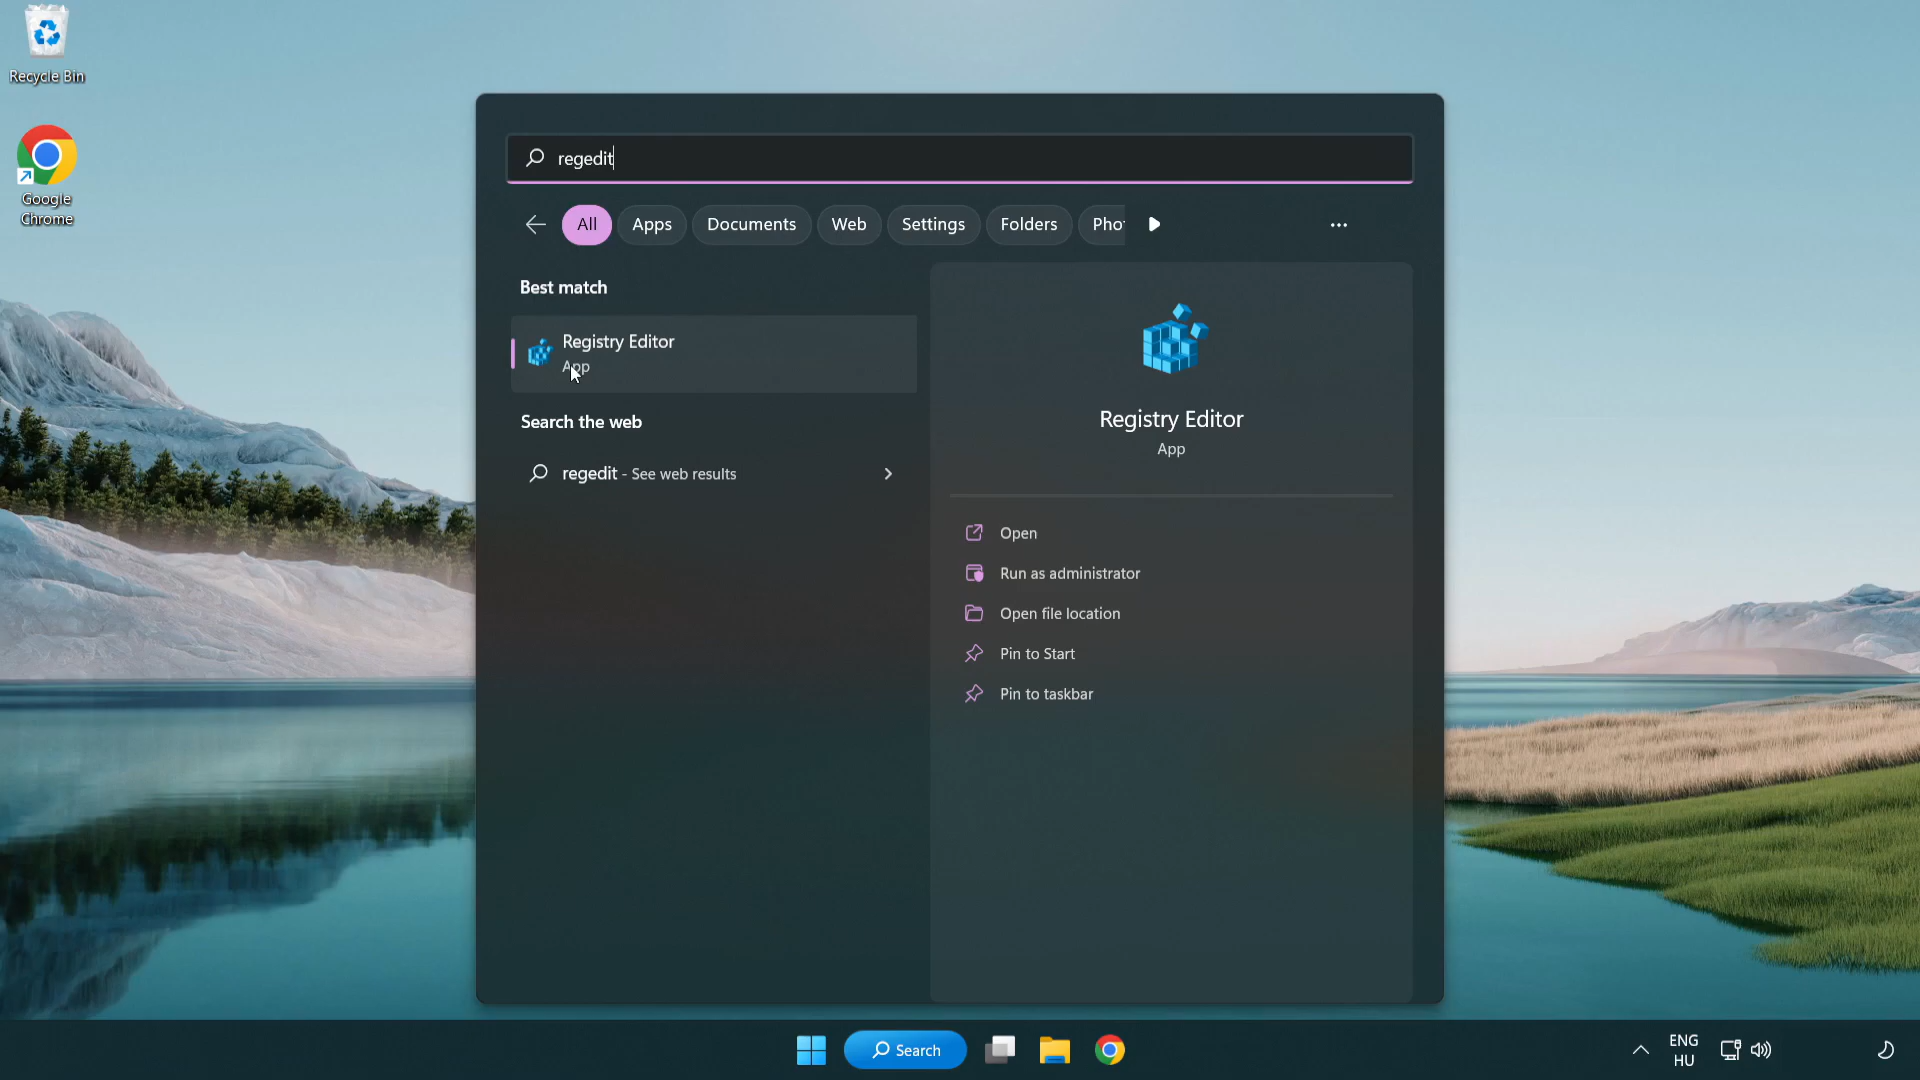 Recycle Bin
Google
Chrome
regedit
All
Apps
Documents
Web
Settings
Folders
Pho
Best match
Registry Editor
App
Search the web
regedit - See web results
Registry Editor
App
Open
Run as administrator
Open file location
Pin to Start
Pin to taskbar
Search
ENG
HU